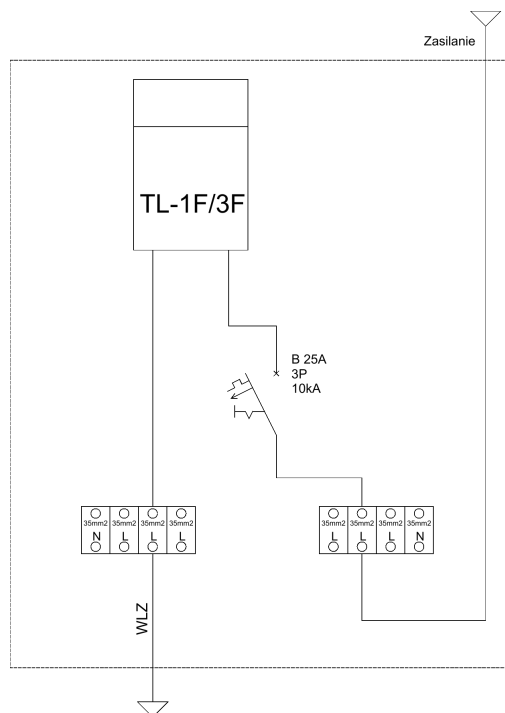 Zasilanie
TL-1F/3F
B 25A
3P
10kA
35mm2 35mm2 35mm2 35mm2
N L L L
35mm2 35mm2 35mm2 35mm2
L L L N
WLZ